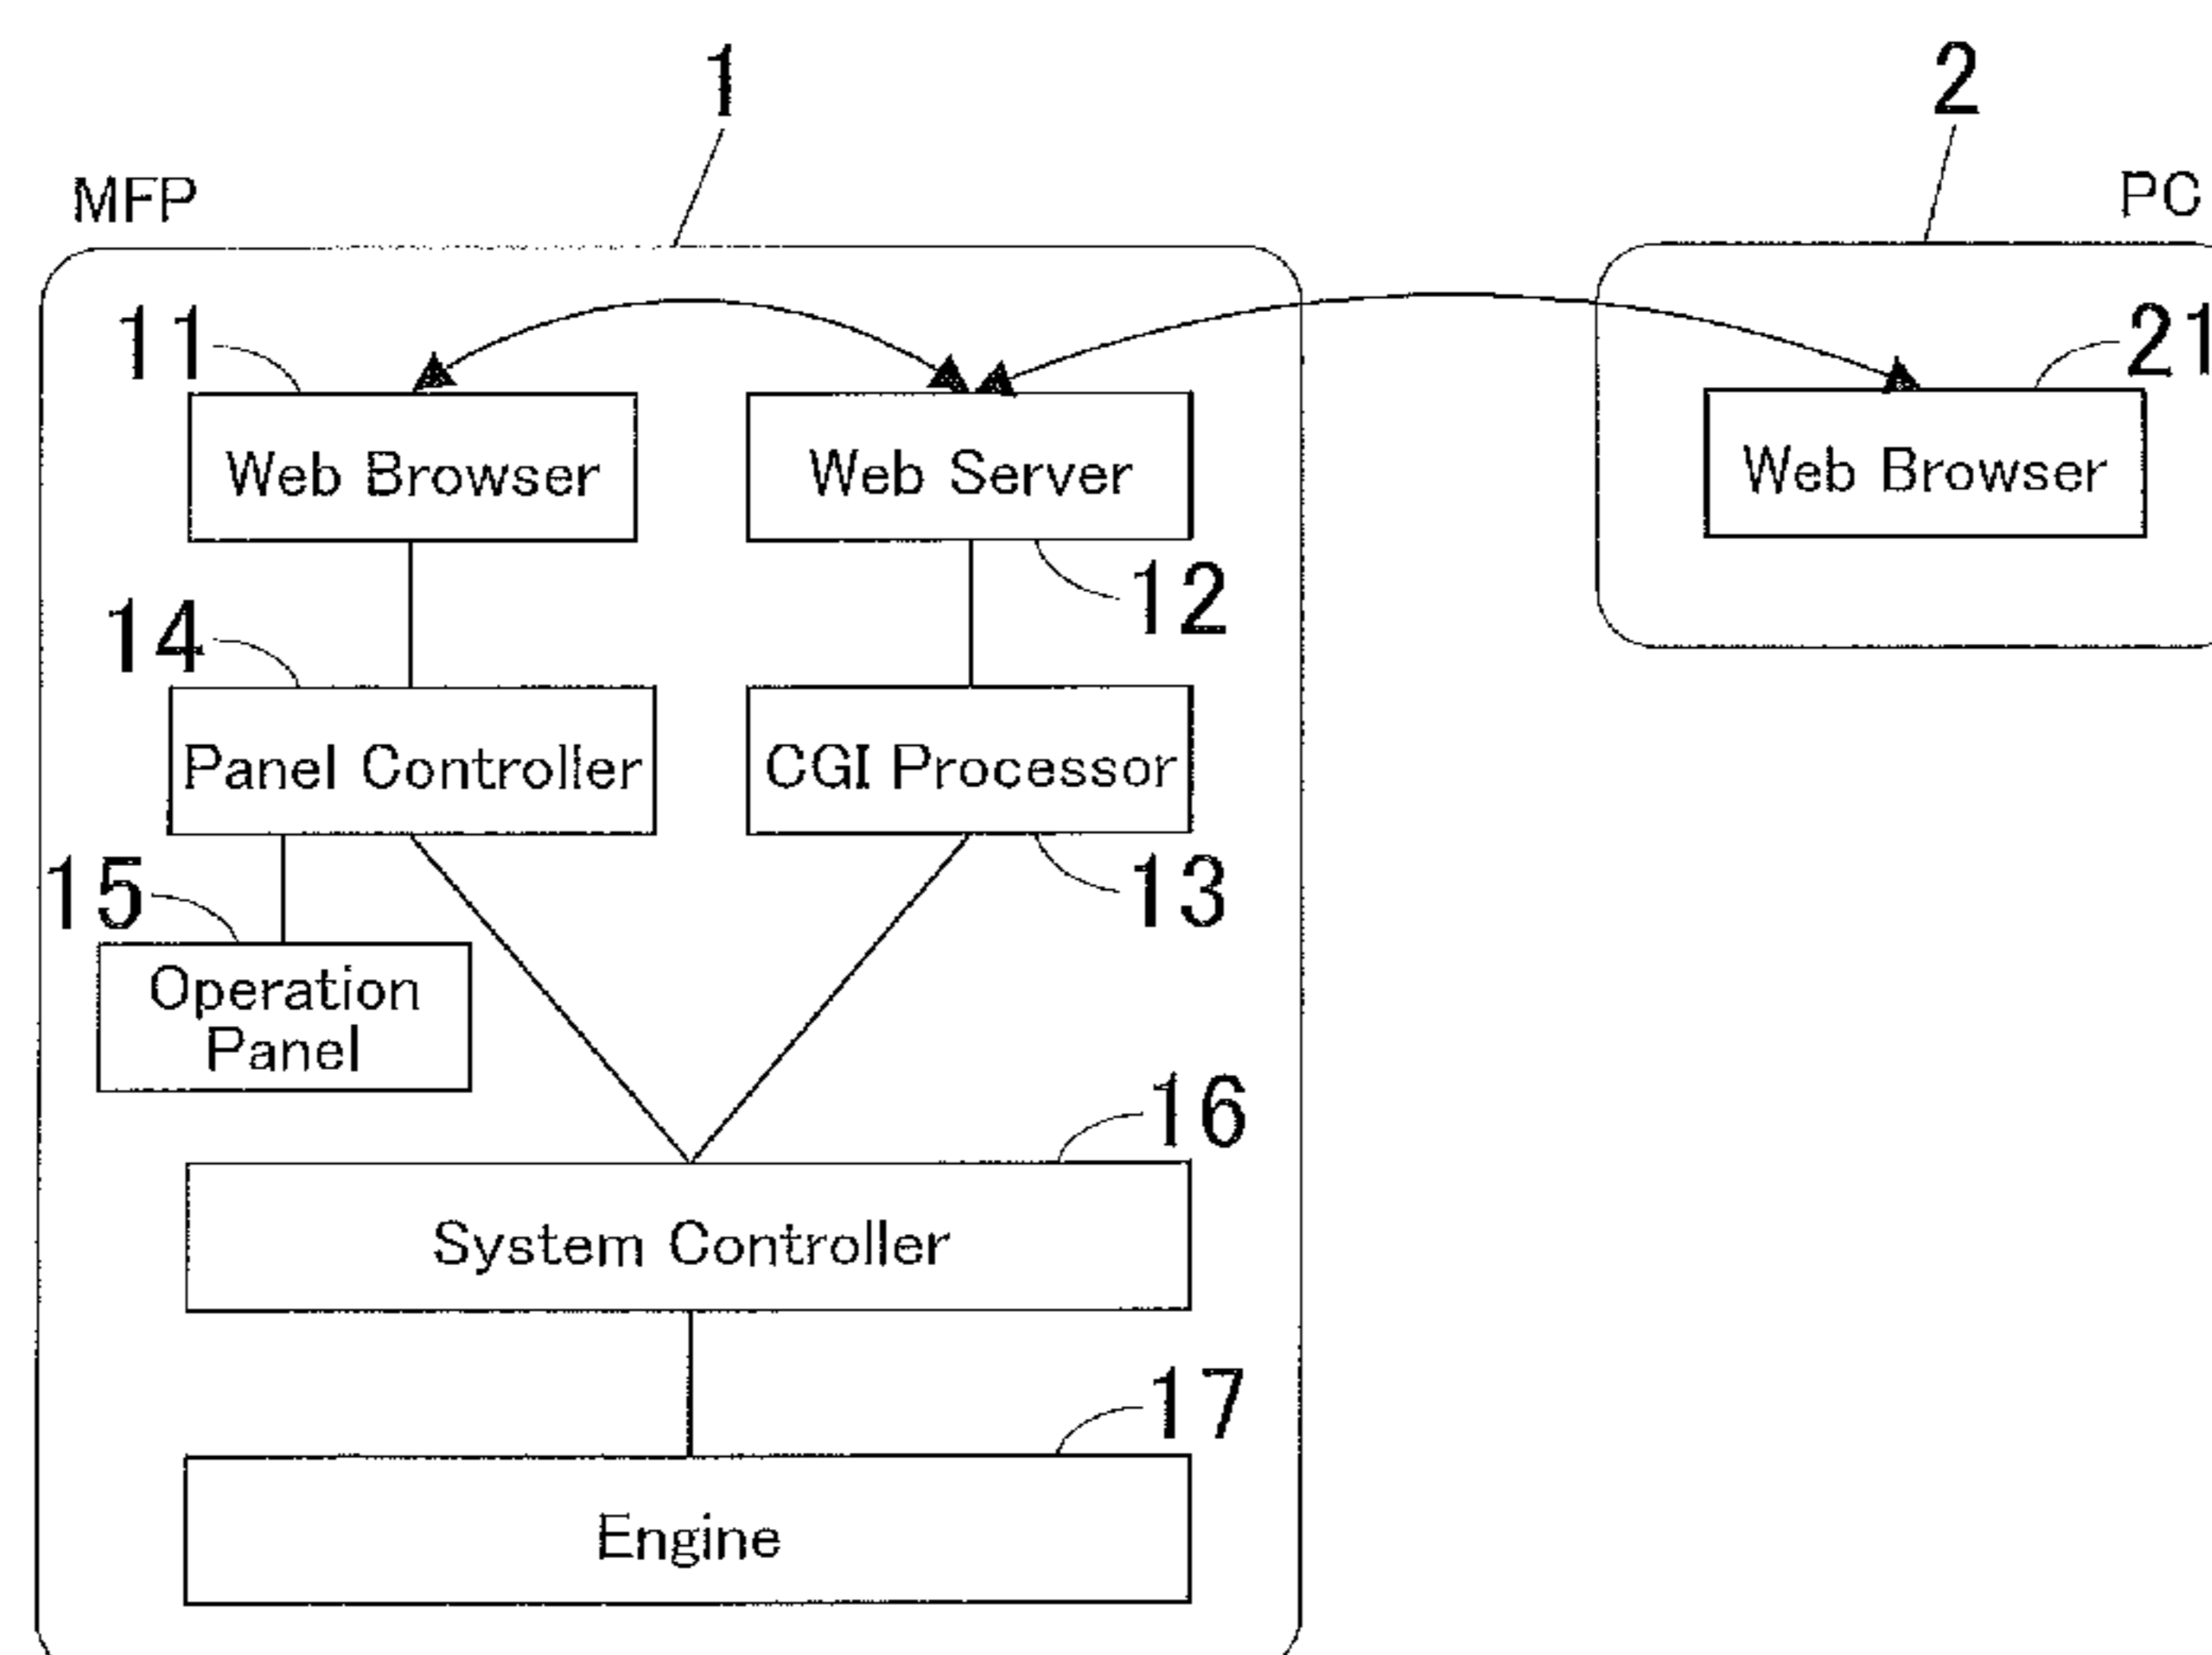 1
2
MFP
PC
11
21
Web Browser
Web Server
Web Browser
12
14
Panel Controller
CGI Processor
15
13
Operation
Panel
16
System Controller
17
Engine